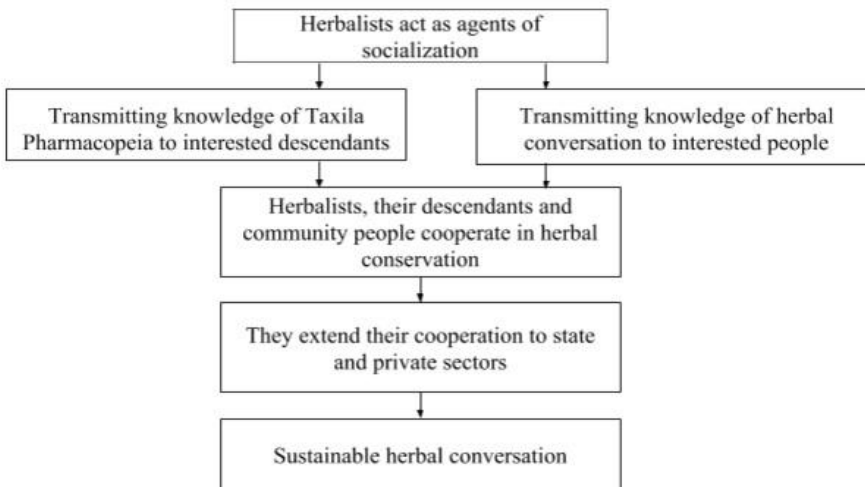 Herbalists act as agents of
socialization
Transmitting knowledge of Taxila
Pharmacopeia to interested descendants
Transmitting knowledge of herbal
conversation to interested people
Herbalists, their descendants and
community people cooperate in herbal
conservation
They extend their cooperation to state
and private sectors
Sustainable herbal conversation